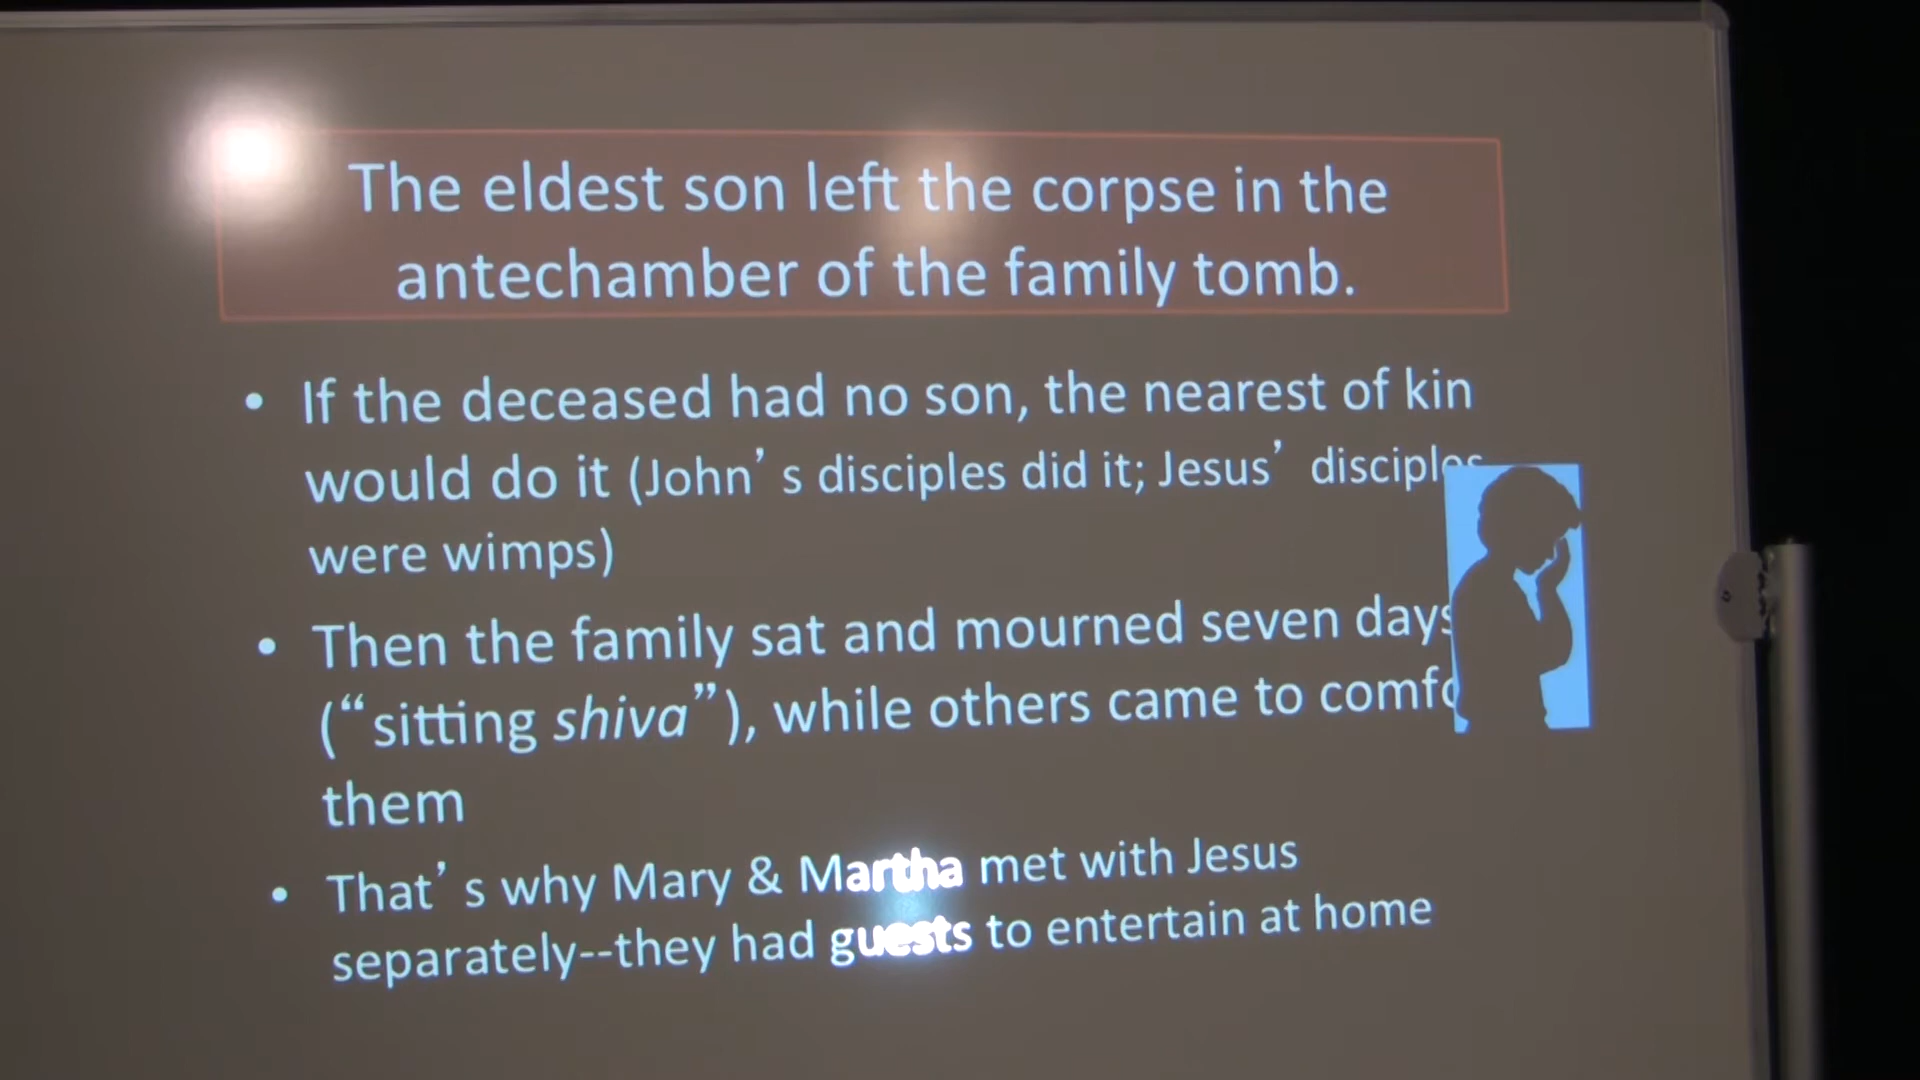 The eldest son left the corpse in the
antechamber of the family tomb.
• If the deceased had no son, the nearest of kin
would do it (John’s disciples did it; Jesus’ disciples
were wimps)
• Then the family sat and mourned seven days
(“sitting shiva”), while others came to comfo
them
• That’s why Mary & Martha met with Jesus
separately--they had guests to entertain at home